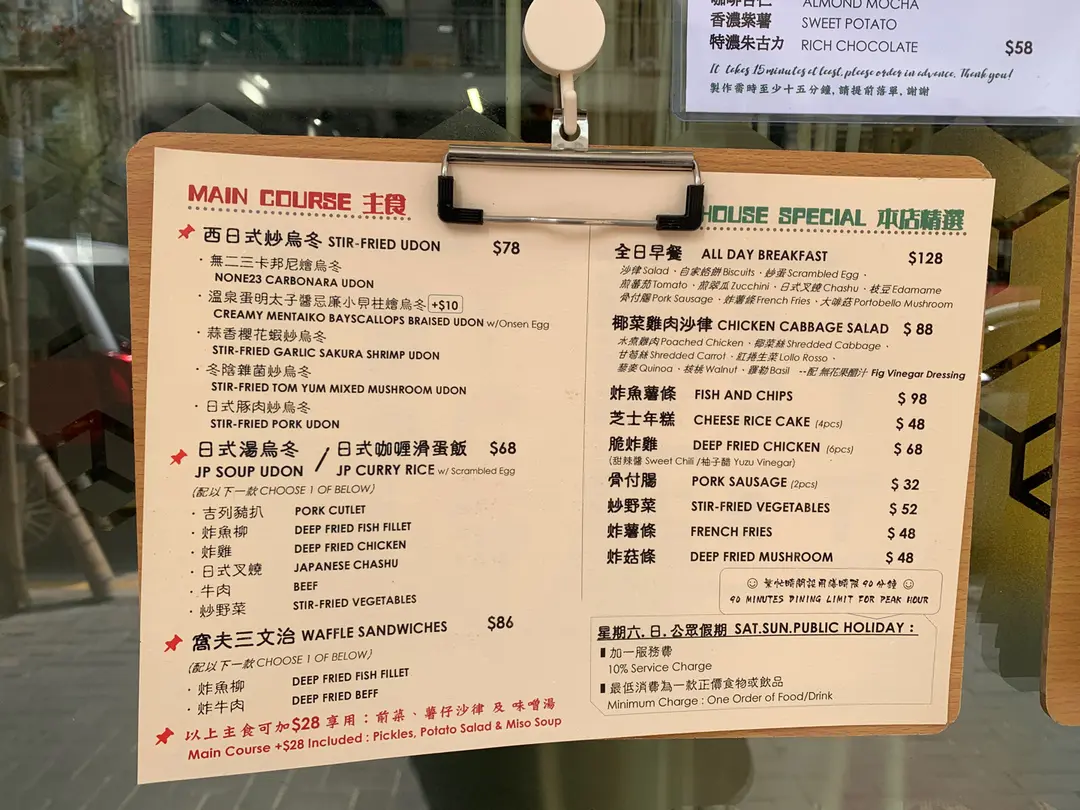 ALMOND MOCHA
香濃紫薯 SWEET POTATO
特濃朱古力 RICH CHOCOLATE $58
It takes 15 minutes at least, please order in advance. Thank you!
製作需時至少十五分鐘, 請提前落單, 謝謝
MAIN COURSE 主食
西日式炒烏冬 STIR-FRIED UDON $78
· 無二三卡邦尼燴烏冬
NONE23 CARBONARA UDON
· 溫泉蛋明太子醬忌廉小貝柱燴烏冬 +$10
CREAMY MENTAIKO BAYSCALLOPS BRAISED UDON w/Onsen Egg
· 蒜香櫻花蝦炒烏冬
STIR-FRIED GARLIC SAKURA SHRIMP UDON
· 冬陰雜菌炒烏冬
STIR-FRIED TOM YUM MIXED MUSHROOM UDON
· 日式豚肉炒烏冬
STIR-FRIED PORK UDON
日式湯烏冬 / 日式咖喱滑蛋飯 $68
JP SOUP UDON JP CURRY RICE w/ Scrambled Egg
(配以下一款 CHOOSE 1 OF BELOW)
· 吉列豬扒 PORK CUTLET
· 炸魚柳 DEEP FRIED FISH FILLET
· 炸雞 DEEP FRIED CHICKEN
· 日式叉燒 JAPANESE CHASHU
· 牛肉 BEEF
· 炒野菜 STIR-FRIED VEGETABLES
窩夫三文治 WAFFLE SANDWICHES $86
(配以下一款 CHOOSE 1 OF BELOW)
· 炸魚柳 DEEP FRIED FISH FILLET
· 炸牛肉 DEEP FRIED BEFF
以上主食可加$28 享用：前菜、薯仔沙律 及 味噌湯
Main Course +$28 Included : Pickles, Potato Salad & Miso Soup
HOUSE SPECIAL 本店精選
全日早餐 ALL DAY BREAKFAST $128
沙律 Salad · 自家餅 Biscuits · 炒蛋 Scrambled Egg ·
煎蕃茄 Tomato · 煎翠瓜 Zucchini · 日式叉燒 Chashu · 枝豆 Edamame
骨付腸 Pork Sausage · 炸薯條 French Fries · 大啡菇 Portobello Mushroom
椰菜雞肉沙律 CHICKEN CABBAGE SALAD $ 88
水煮雞肉 Poached Chicken · 椰菜絲 Shredded Cabbage ·
甘筍絲 Shredded Carrot · 紅捲生菜 Lollo Rosso ·
藜麥 Quinoa · 核桃 Walnut · 羅勒 Basil --配 無花果醋汁 Fig Vinegar Dressing
炸魚薯條 FISH AND CHIPS $ 98
芝士年糕 CHEESE RICE CAKE (4pcs) $ 48
脆炸雞 DEEP FRIED CHICKEN (6pcs) $ 68
(甜辣醬 Sweet Chili /柚子醋 Yuzu Vinegar)
骨付腸 PORK SAUSAGE (2pcs) $ 32
炒野菜 STIR-FRIED VEGETABLES $ 52
炸薯條 FRENCH FRIES $ 48
炸菇條 DEEP FRIED MUSHROOM $ 48
繁忙時間設用膳時限 90 分鐘
90 MINUTES DINING LIMIT FOR PEAK HOUR
星期六. 日. 公眾假期 SAT.SUN.PUBLIC HOLIDAY :
加一服務費
10% Service Charge
最低消費為一款正價食物或飲品
Minimum Charge : One Order of Food/Drink